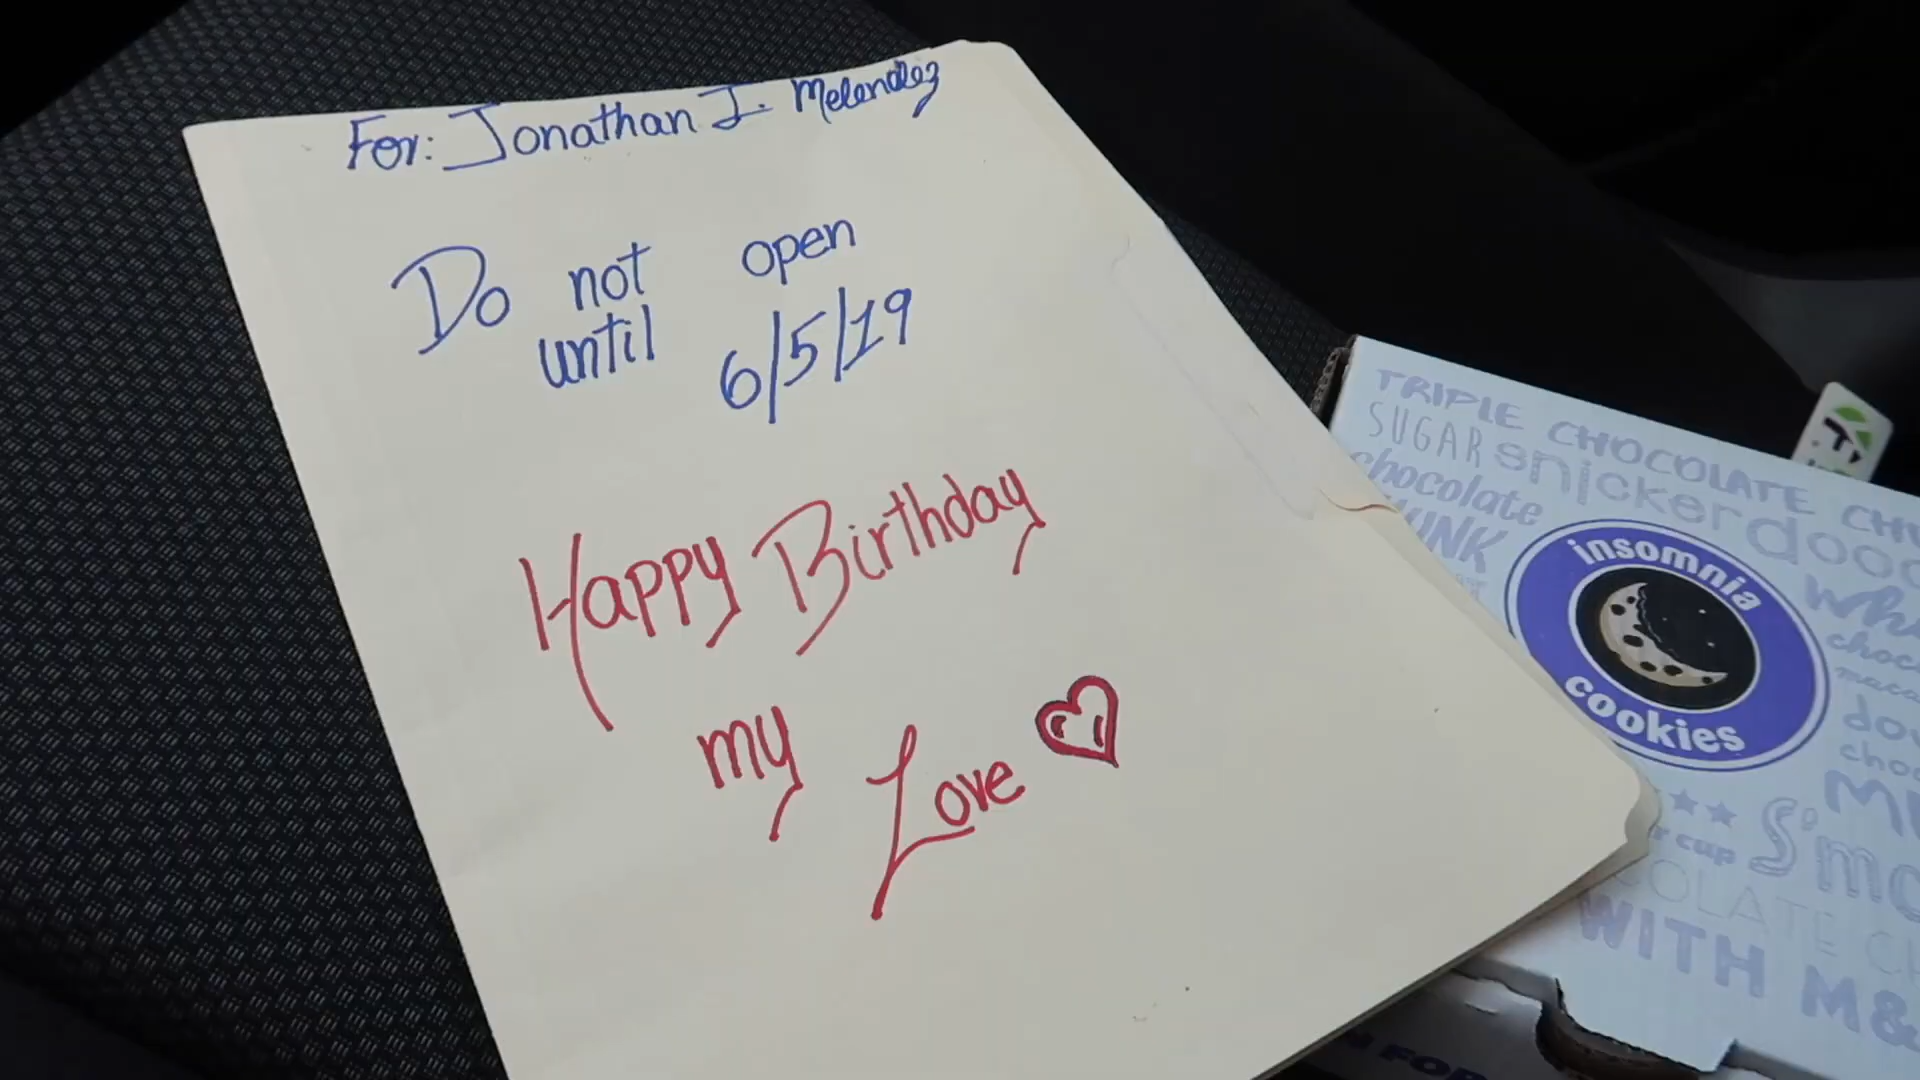 For: Jonathan J. Melendez
Do not open
until 6/5/19
Happy Birthday
my Love
TRIPLE CHOCOLATE
SUGAR snickerdood
chocolate
insomnia
cookies
cup
WITH M&